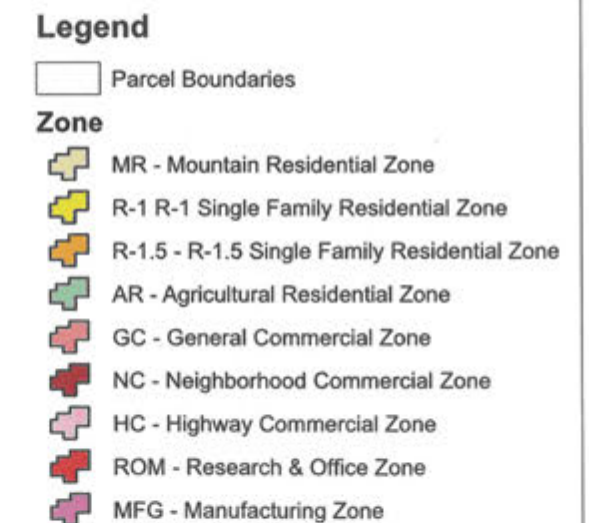 Legend
Parcel Boundaries
Zone
MR - Mountain Residential Zone
R-1 R-1 Single Family Residential Zone
R-1.5 - R-1.5 Single Family Residential Zone
AR - Agricultural Residential Zone
GC - General Commercial Zone
NC - Neighborhood Commercial Zone
HC - Highway Commercial Zone
ROM - Research & Office Zone
MFG - Manufacturing Zone